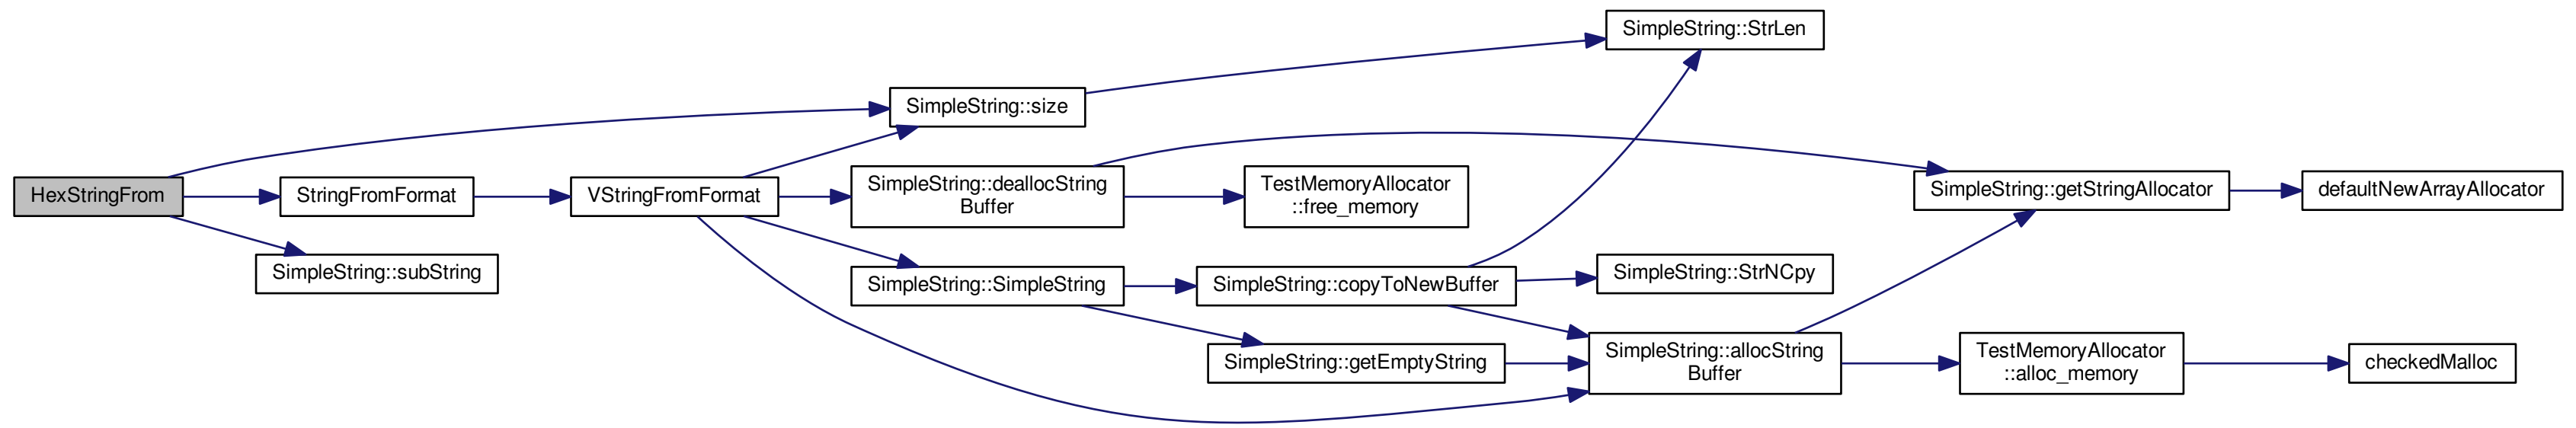 HexStringFrom
StringFromFormat
SimpleString::subString
VStringFromFormat
SimpleString::size
SimpleString::deallocString
Buffer
SimpleString::SimpleString
TestMemoryAllocator
::free_memory
SimpleString::copyToNewBuffer
SimpleString::getEmptyString
SimpleString::StrLen
SimpleString::StrNCpy
SimpleString::allocString
Buffer
SimpleString::getStringAllocator
TestMemoryAllocator
::alloc_memory
defaultNewArrayAllocator
checkedMalloc